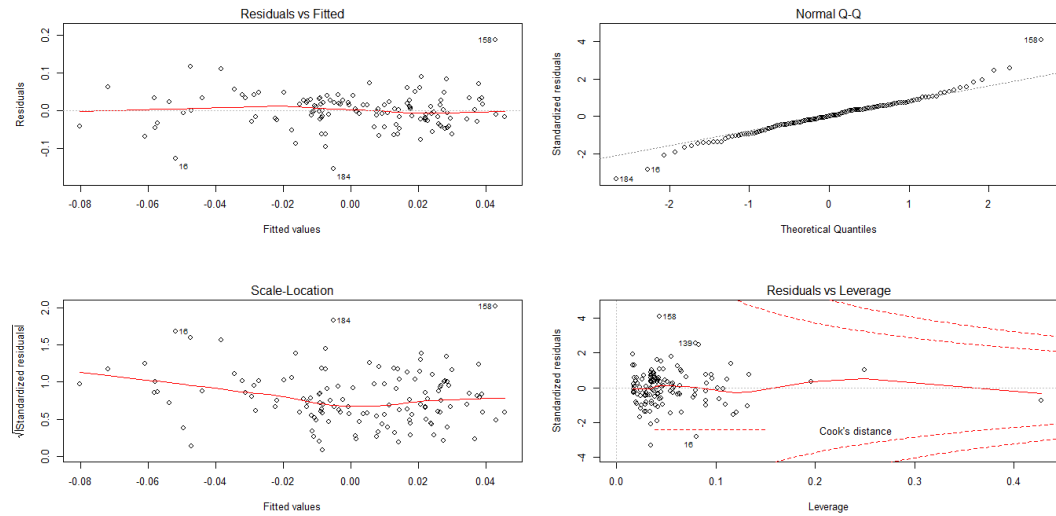 Residuals vs Fitted
Residuals
0.2
0.1
0.0
-0.1
158
16
184
-0.08 -0.06 -0.04 -0.02 0.00 0.02 0.04
Fitted values
Normal Q-Q
Standardized residuals
4
2
0
-2
158
16
184
-2 -1 0 1 2
Theoretical Quantiles
Scale-Location
√|Standardized residuals|
2.0
1.5
1.0
0.5
0.0
158
184
16
-0.08 -0.06 -0.04 -0.02 0.00 0.02 0.04
Fitted values
Residuals vs Leverage
Standardized residuals
4
2
0
-2
-4
158
139
16
Cook's distance
0.0 0.1 0.2 0.3 0.4
Leverage